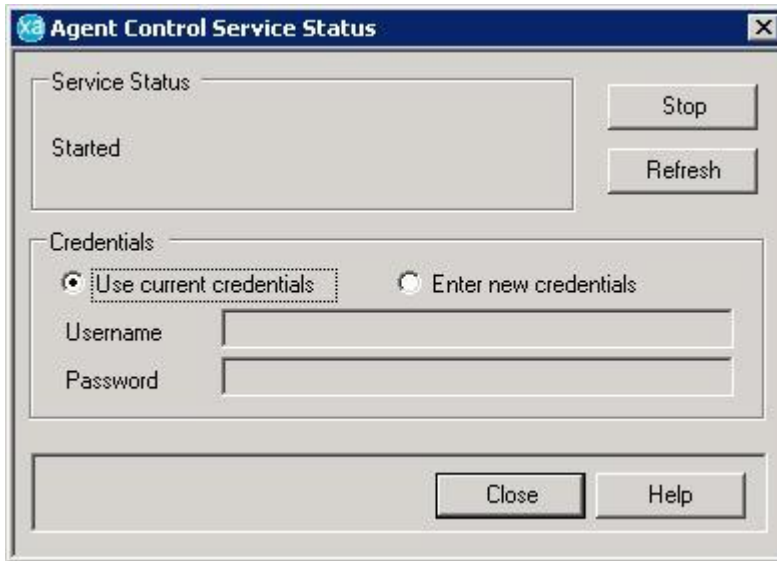 xa Agent Control Service Status
Service Status
Started
Stop
Refresh
Credentials
Use current credentials
Enter new credentials
Username
Password
Close
Help